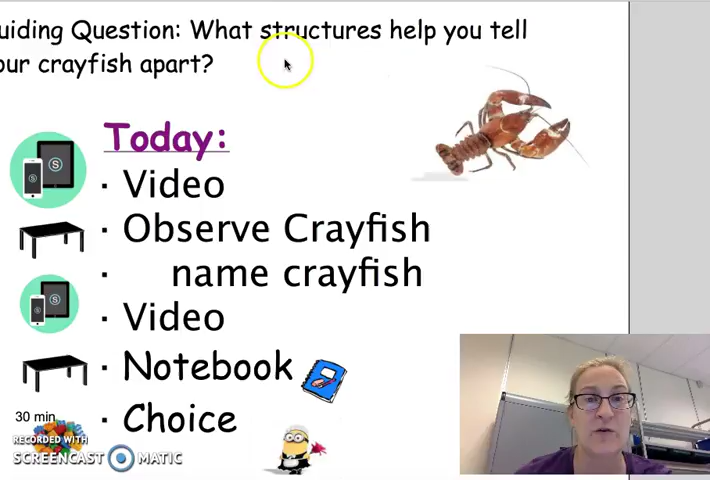 uiding Question: What structures help you tell
our crayfish apart?
Today:
· Video
· Observe Crayfish
· name crayfish
· Video
· Notebook
· Choice
30 min
RECORDED WITH
SCREENCAST MATIC
S
S